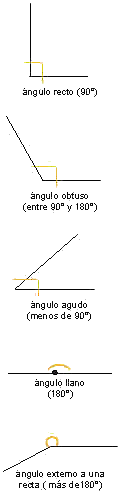 ángulo recto (90º)
ángulo obtuso
(entre 90º y 180º)
ángulo agudo
(menos de 90º)
ángulo llano
(180º)
ángulo externo a una
recta ( más de180º)